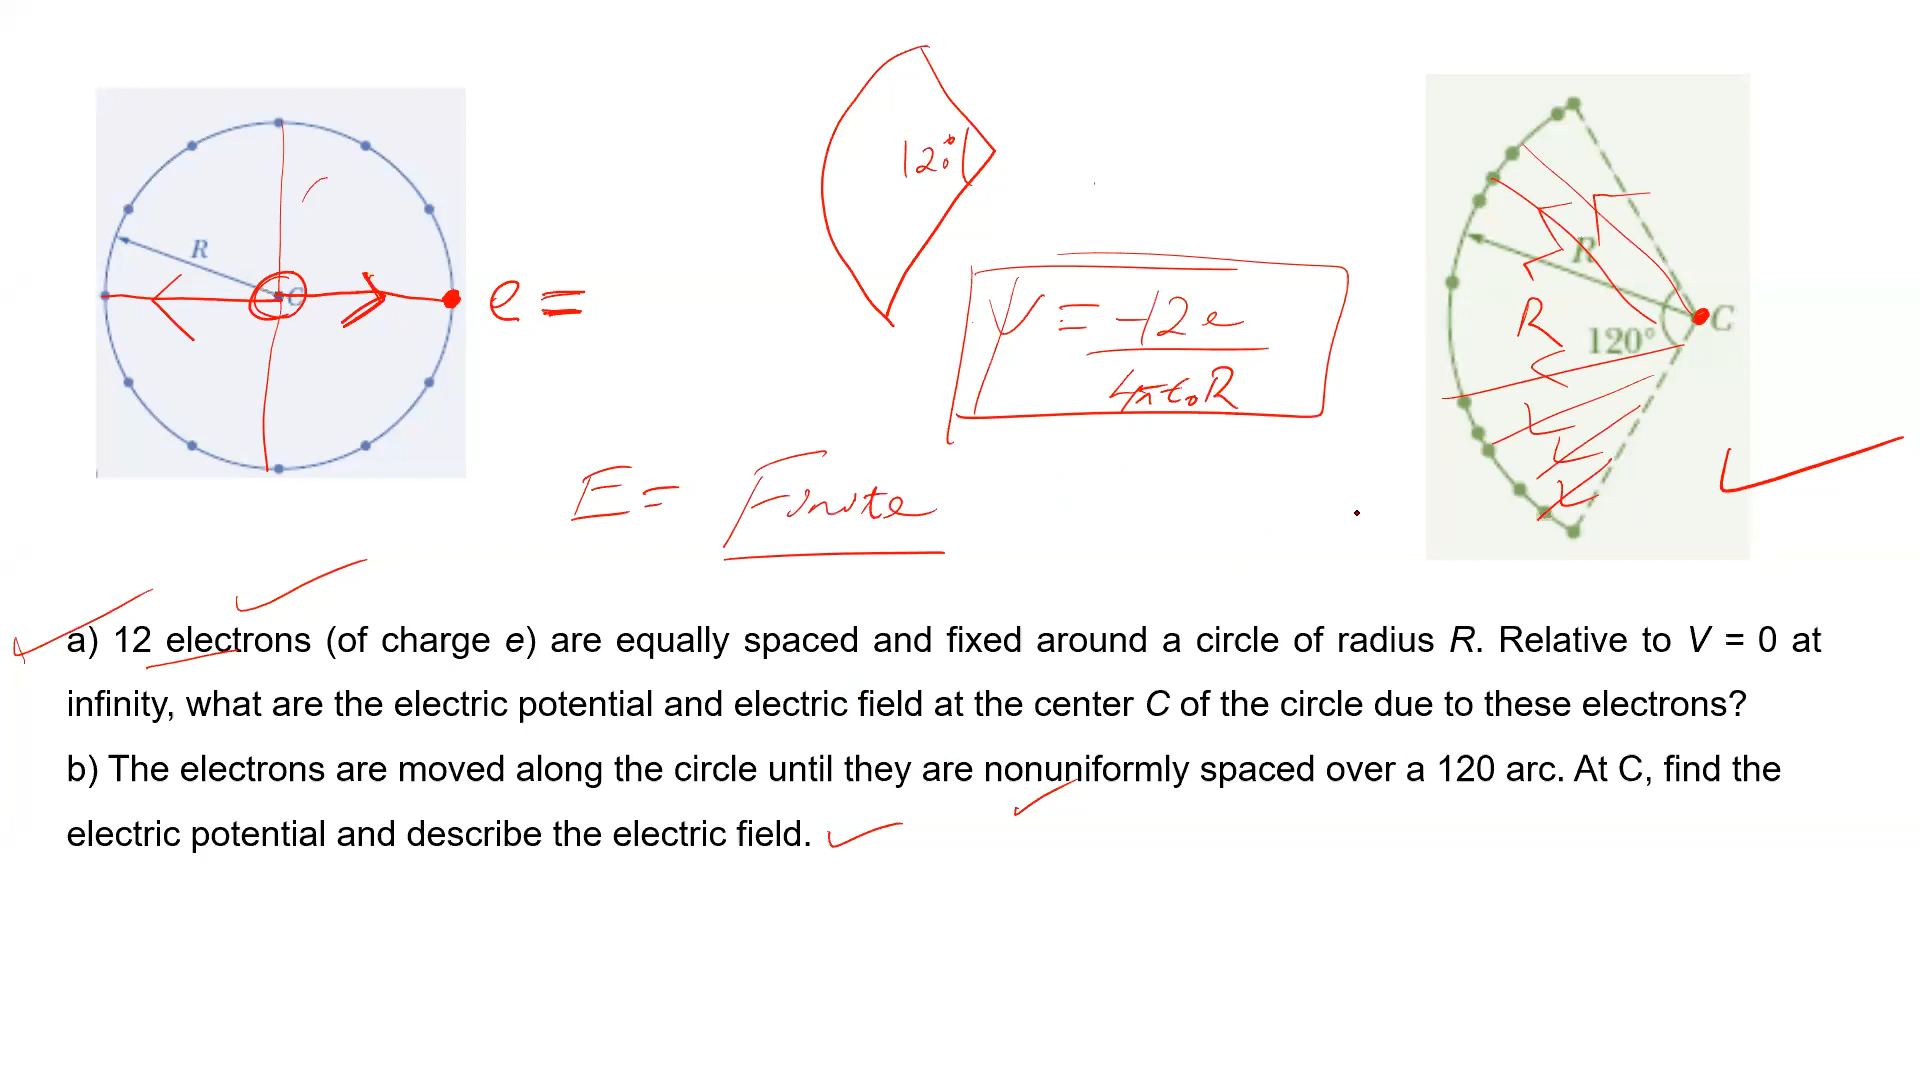 R
C
e =
120°
V = -12e
4πϵ₀R
E = Finite
R
R
120°
C
a) 12 electrons (of charge e) are equally spaced and fixed around a circle of radius R. Relative to V = 0 at
infinity, what are the electric potential and electric field at the center C of the circle due to these electrons?
b) The electrons are moved along the circle until they are nonuniformly spaced over a 120 arc. At C, find the
electric potential and describe the electric field.